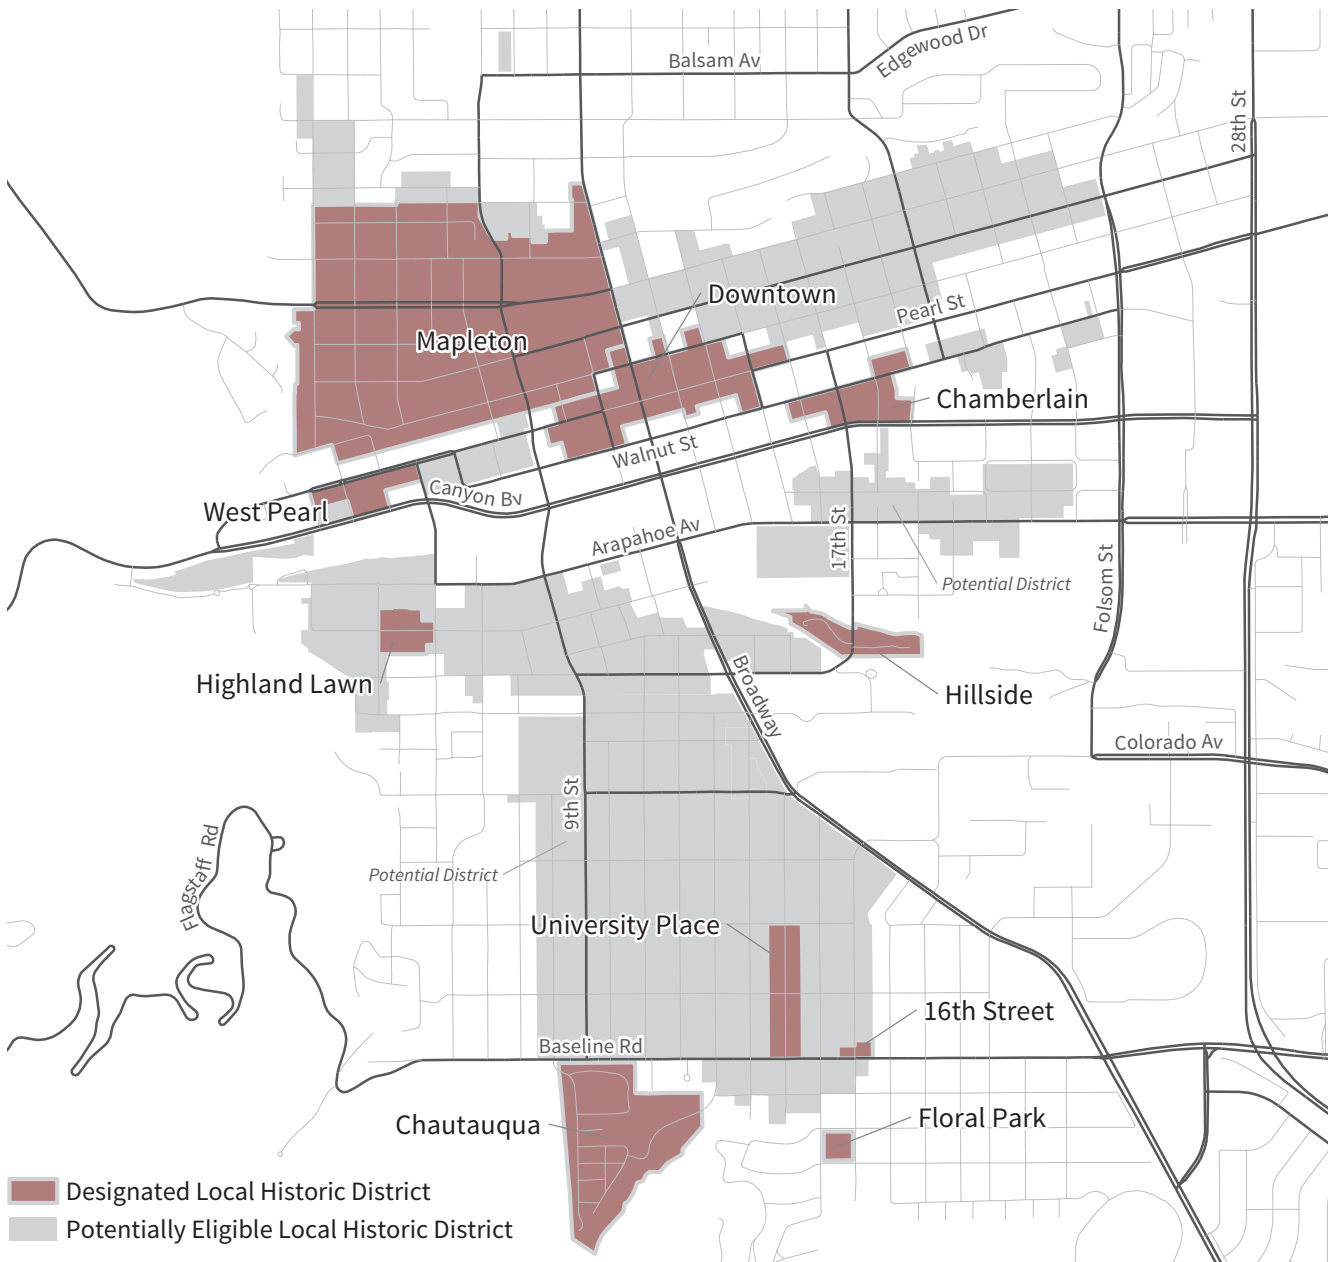 Balsam Av
Edgewood Dr
28th St
Downtown
Pearl St
Mapleton
Chamberlain
Walnut St
Canyon Bv
West Pearl
Arapahoe Av
17th St
Potential District
Folsom St
Highland Lawn
Broadway
Hillside
Colorado Av
9th St
Flagstaff Rd
Potential District
University Place
16th Street
Baseline Rd
Chautauqua
Floral Park
Designated Local Historic District
Potentially Eligible Local Historic District